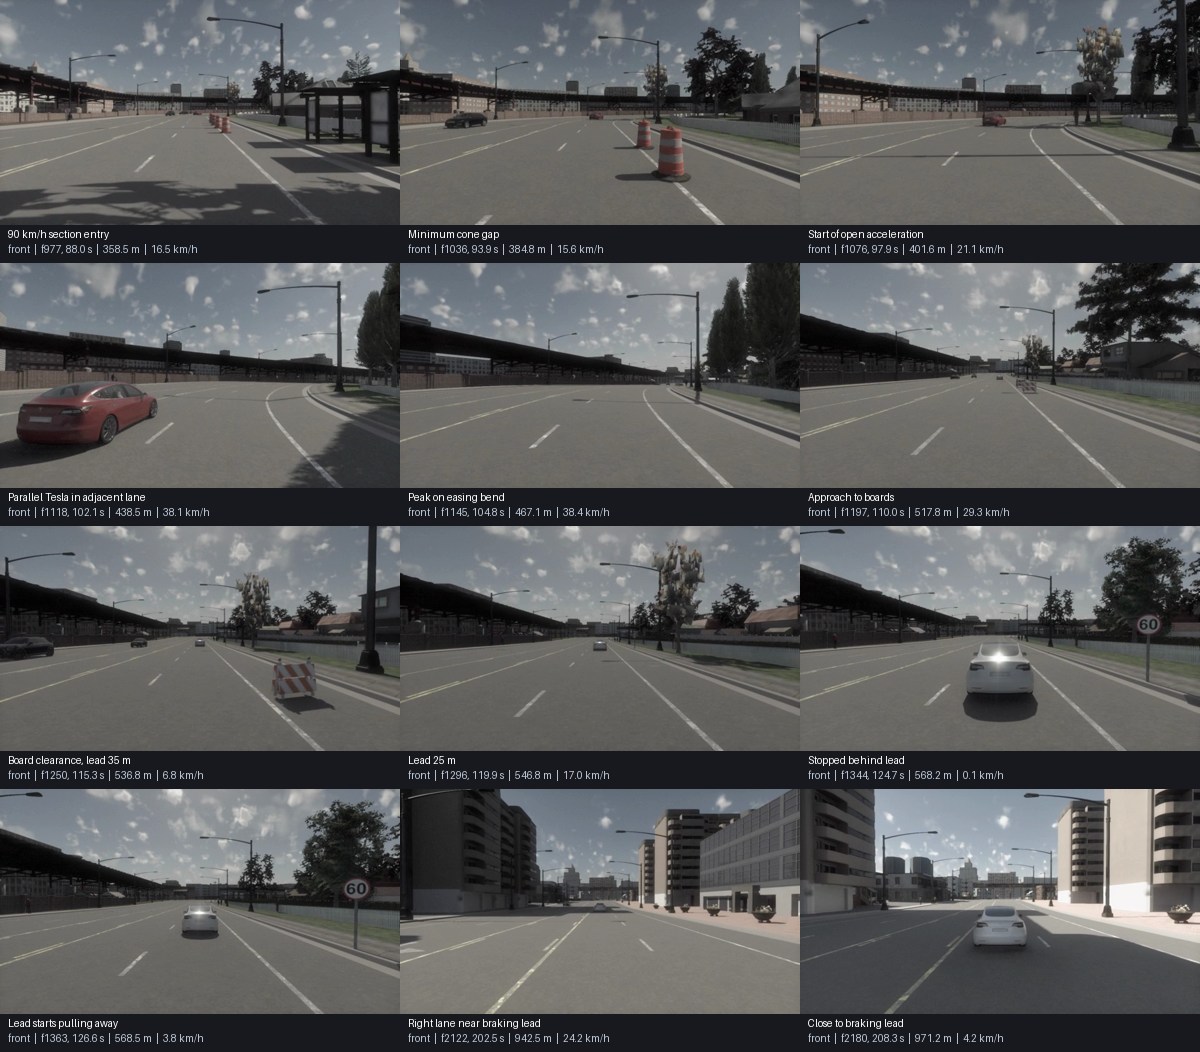 90 km/h section entry
front | f977, 88.0 s | 358.5 m | 16.5 km/h
Minimum cone gap
front | f1036, 93.9 s | 384.8 m | 15.6 km/h
Start of open acceleration
front | f1076, 97.9 s | 401.6 m | 21.1 km/h
Parallel Tesla in adjacent lane
front | f1118, 102.1 s | 438.5 m | 38.1 km/h
Peak on easing bend
front | f1145, 104.8 s | 467.1 m | 38.4 km/h
Approach to boards
front | f1197, 110.0 s | 517.8 m | 29.3 km/h
Board clearance, lead 35 m
front | f1250, 115.3 s | 536.8 m | 6.8 km/h
Lead 25 m
front | f1296, 119.9 s | 546.8 m | 17.0 km/h
60
Stopped behind lead
front | f1344, 124.7 s | 568.2 m | 0.1 km/h
60
Lead starts pulling away
front | f1363, 126.6 s | 568.5 m | 3.8 km/h
Right lane near braking lead
front | f2122, 202.5 s | 942.5 m | 24.2 km/h
Close to braking lead
front | f2180, 208.3 s | 971.2 m | 4.2 km/h